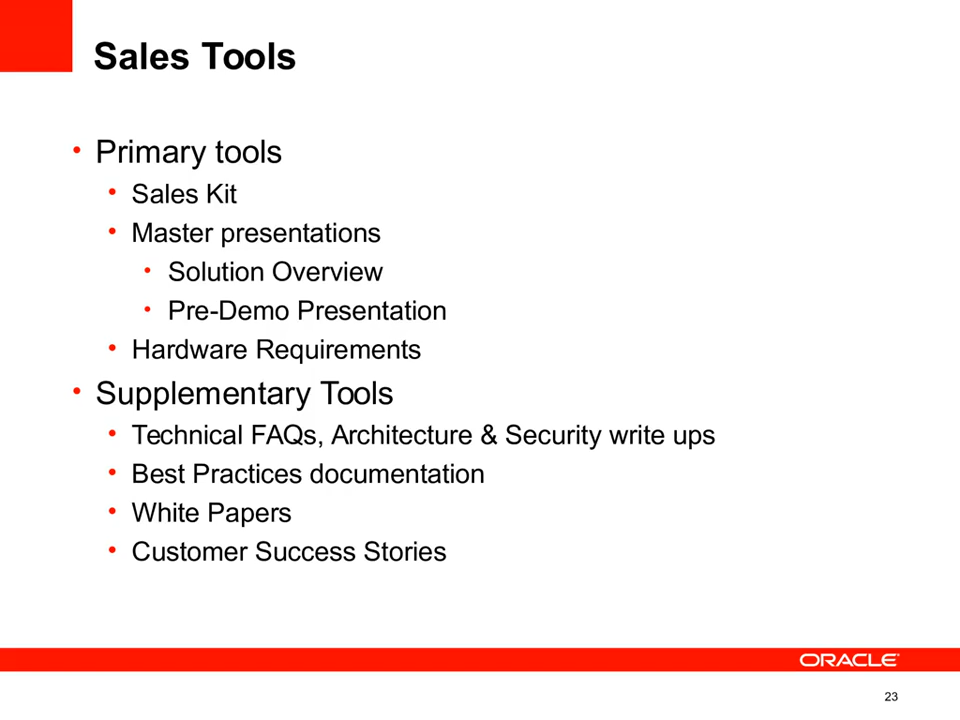 Sales Tools
• Primary tools
• Sales Kit
• Master presentations
• Solution Overview
• Pre-Demo Presentation
• Hardware Requirements
• Supplementary Tools
• Technical FAQs, Architecture & Security write ups
• Best Practices documentation
• White Papers
• Customer Success Stories
ORACLE
23